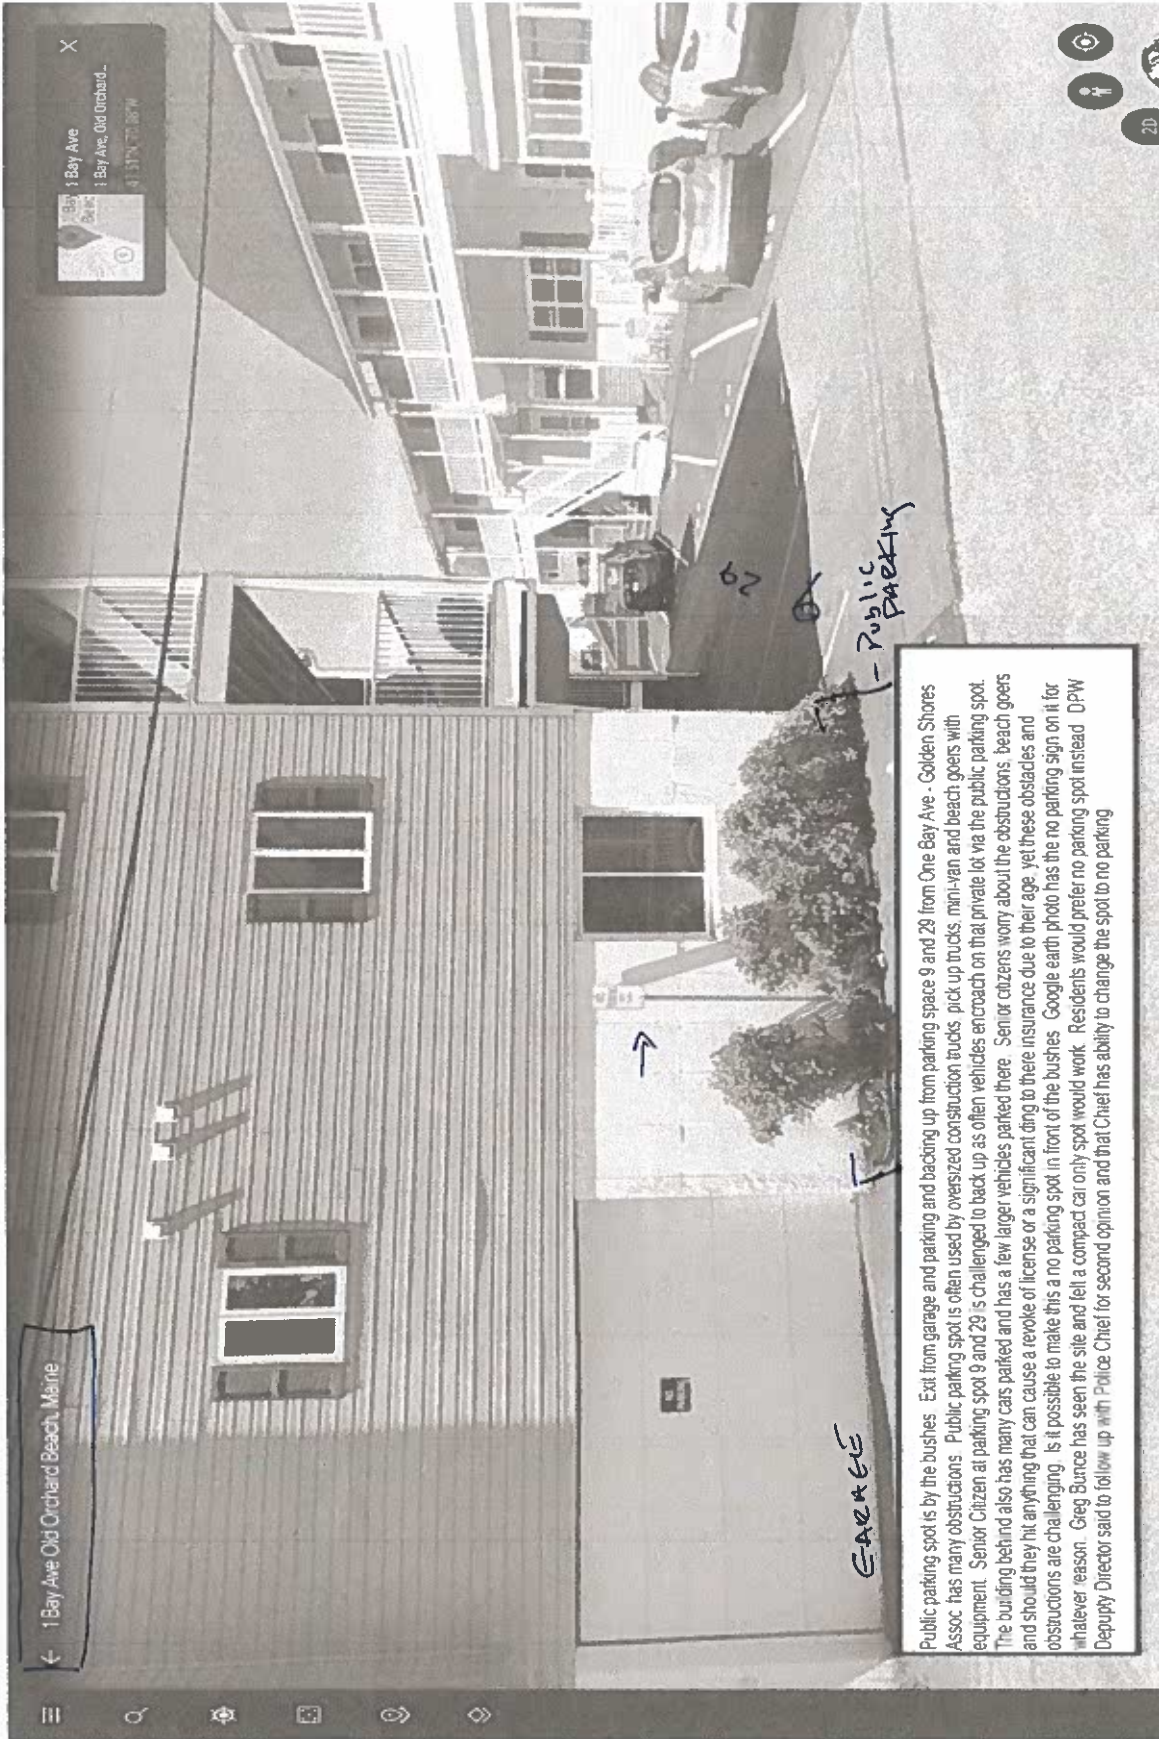 1 Bay Ave Old Orchard Beach, Maine
1 Bay Ave
1 Bay Ave, Old Orchard...
2D
GARAGE
29
9
- Public
PARKing
Public parking spot is by the bushes Exit from garage and parking and backing up from parking space 9 and 29 from One Bay Ave - Golden Shores
Assoc has many obstructions. Public parking spot is often used by oversized construction trucks, pick up trucks, mini-van and beach goers with
equipment. Senior Citizen at parking spot 9 and 29 is challenged to back up as often vehicles encroach on that private lot via the public parking spot.
The building behind also has many cars parked and has a few larger vehicles parked there. Senior citizens worry about the obstructions, beach goers
and should they hit anything that can cause a revoke of license or a significant ding to there insurance due to their age, yet these obstacles and
obstructions are challenging. Is it possible to make this a no parking spot in front of the bushes Google earth photo has the no parking sign on it for
whatever reason. Greg Bunce has seen the site and felt a compact car only spot would work. Residents would prefer no parking spot instead DPW
Depupty Director said to follow up with Police Chief for second opinion and that Chief has ability to change the spot to no parking